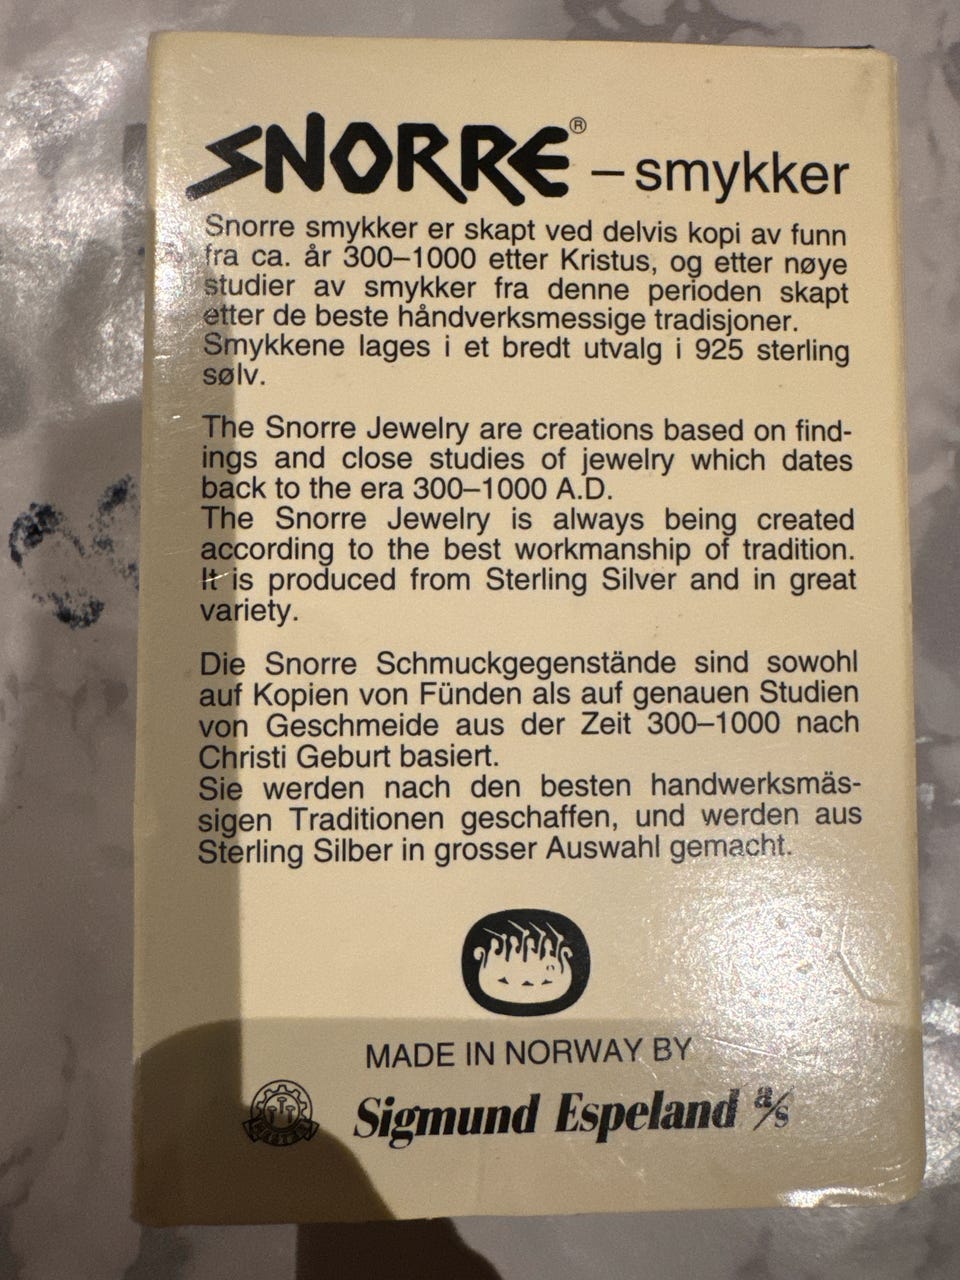 SNORRE® – smykker
Snorre smykker er skapt ved delvis kopi av funn
fra ca. år 300–1000 etter Kristus, og etter nøye
studier av smykker fra denne perioden skapt
etter de beste håndverksmessige tradisjoner.
Smykkene lages i et bredt utvalg i 925 sterling
sølv.
The Snorre Jewelry are creations based on find-
ings and close studies of jewelry which dates
back to the era 300–1000 A.D.
The Snorre Jewelry is always being created
according to the best workmanship of tradition.
It is produced from Sterling Silver and in great
variety.
Die Snorre Schmuckgegenstände sind sowohl
auf Kopien von Fünden als auf genauen Studien
von Geschmeide aus der Zeit 300–1000 nach
Christi Geburt basiert.
Sie werden nach den besten handwerksmäs-
sigen Traditionen geschaffen, und werden aus
Sterling Silber in grosser Auswahl gemacht.
MADE IN NORWAY BY
Sigmund Espeland a/s